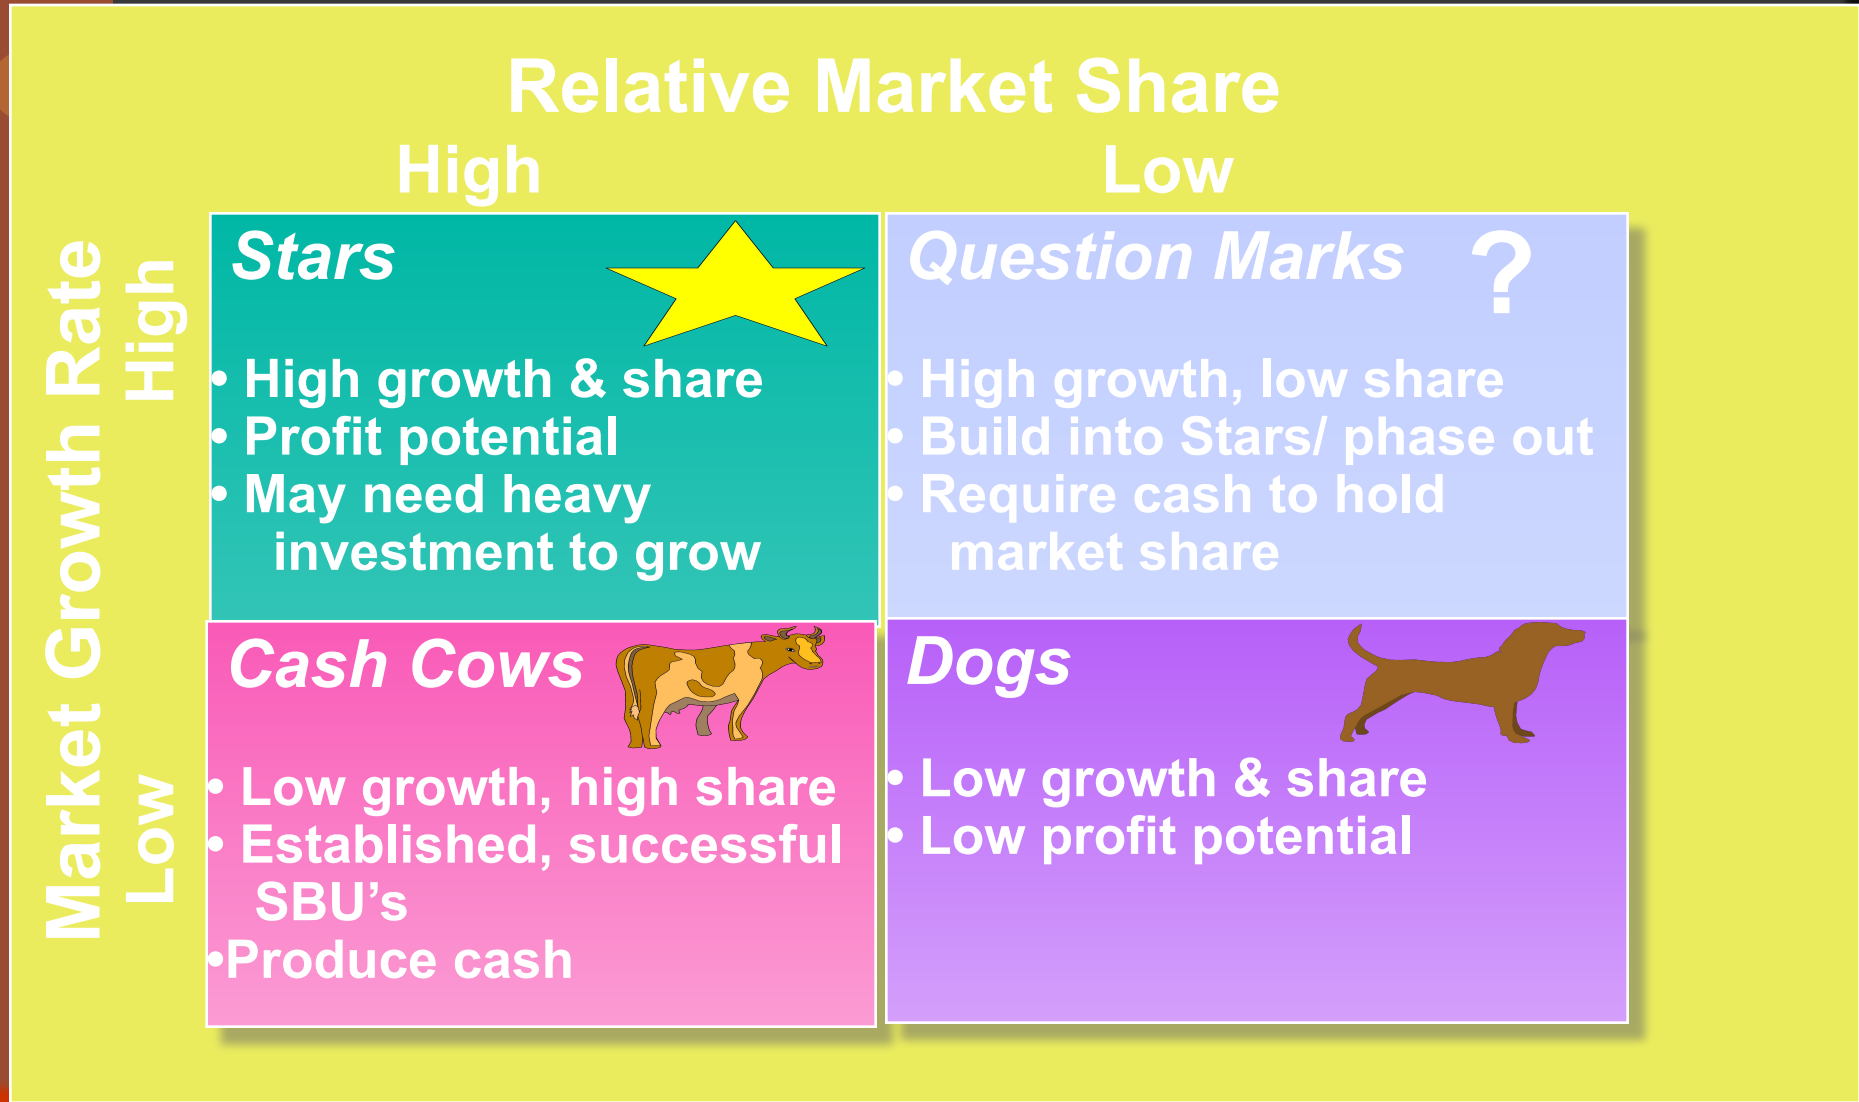 Relative Market Share
High
Low
Market Growth Rate
High
Low
Stars
• High growth & share
• Profit potential
• May need heavy
investment to grow
Question Marks ?
• High growth, low share
• Build into Stars/ phase out
• Require cash to hold
market share
Cash Cows
• Low growth, high share
• Established, successful
SBU’s
•Produce cash
Dogs
• Low growth & share
• Low profit potential